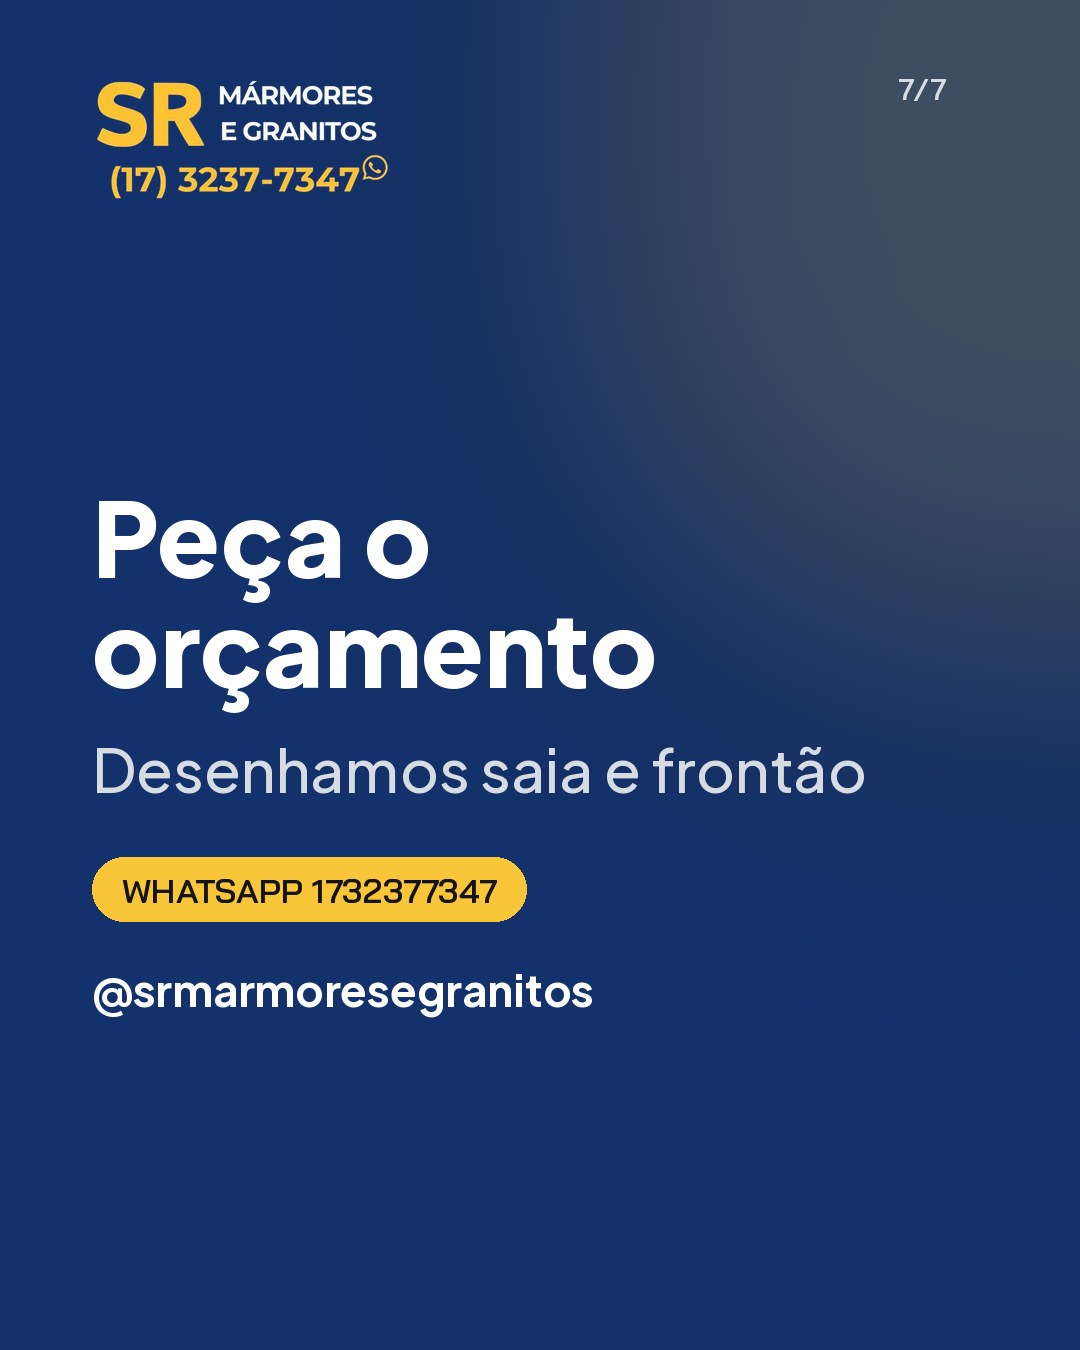 SR MÁRMORES
E GRANITOS
(17) 3237-7347
7/7
Peça o
orçamento
Desenhamos saia e frontão
WHATSAPP 1732377347
@srmarmoresegranitos